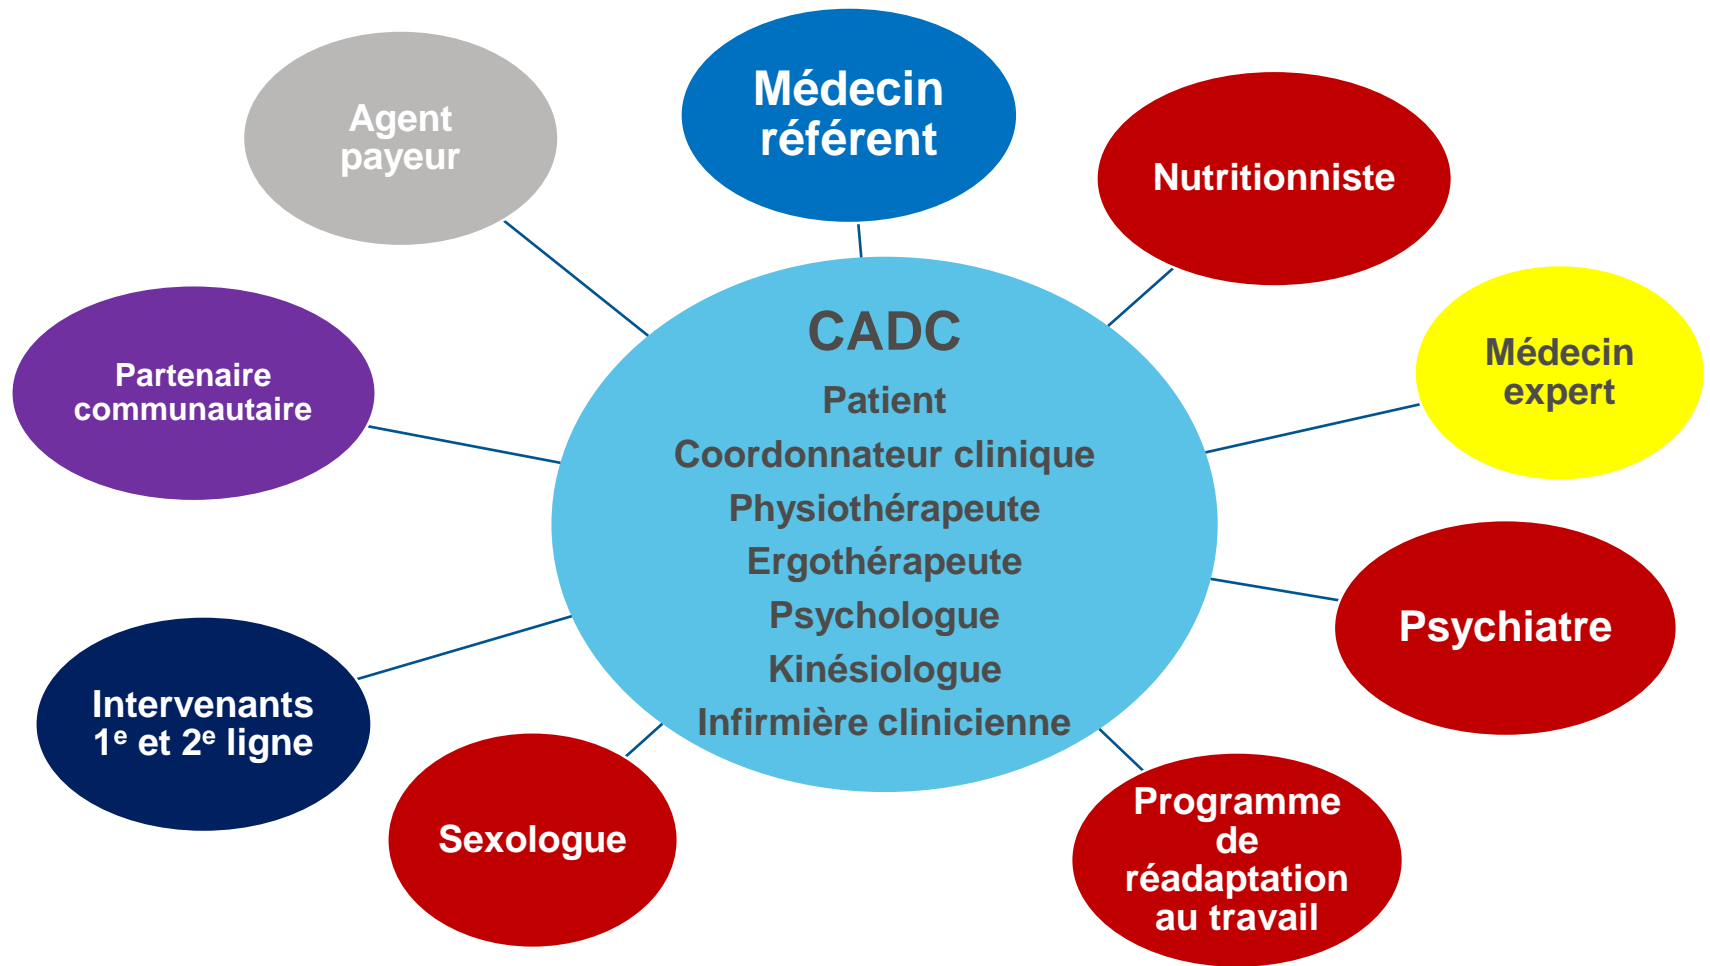 Agent
payeur
Médecin
référent
Nutritionniste
Partenaire
communautaire
CADC
Patient
Coordonnateur clinique
Physiothérapeute
Ergothérapeute
Psychologue
Kinésiologue
Infirmière clinicienne
Médecin
expert
Psychiatre
Intervenants
1e et 2e ligne
Sexologue
Programme
de
réadaptation
au travail